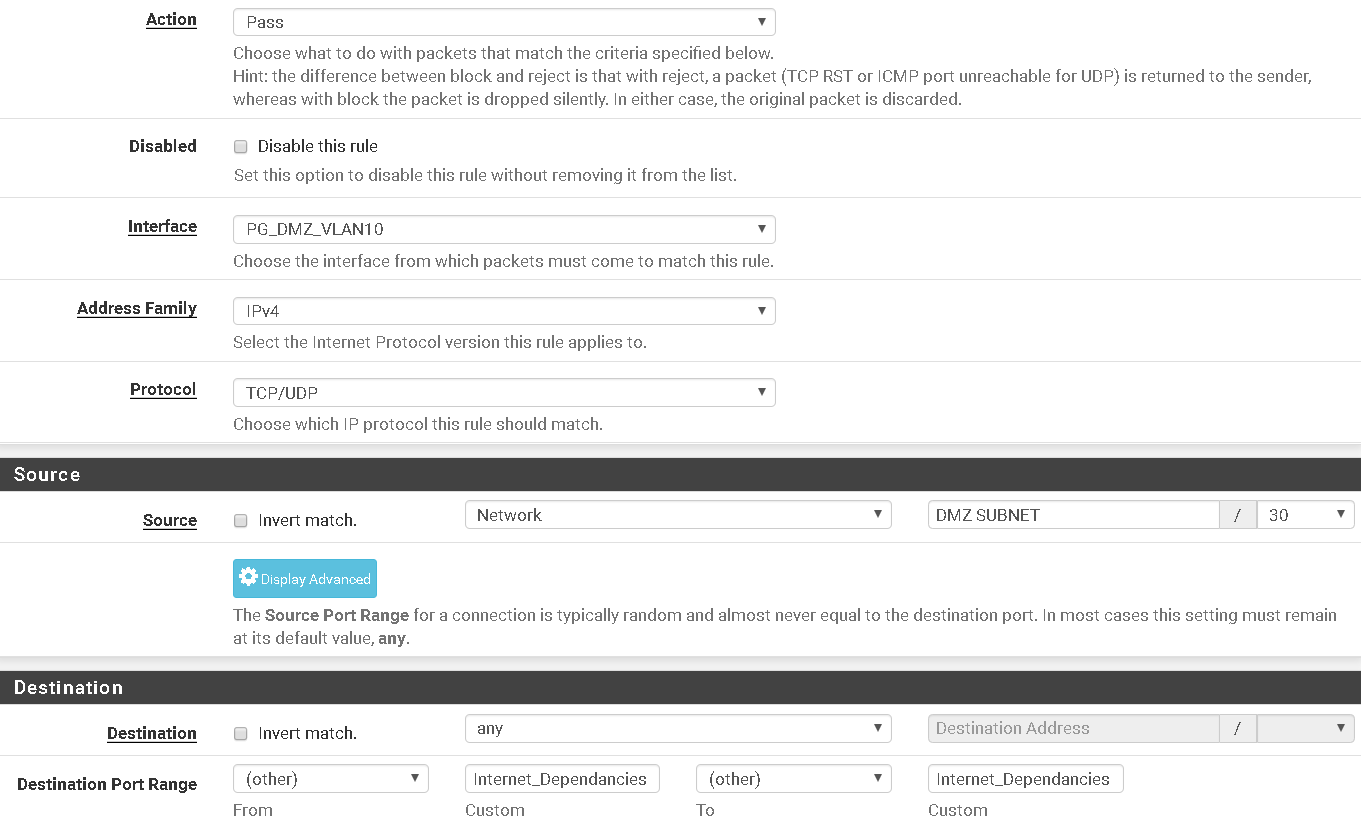 Action Pass
Choose what to do with packets that match the criteria specified below.
Hint: the difference between block and reject is that with reject, a packet (TCP RST or ICMP port unreachable for UDP) is returned to the sender,
whereas with block the packet is dropped silently. In either case, the original packet is discarded.
Disabled Disable this rule
Set this option to disable this rule without removing it from the list.
Interface PG_DMZ_VLAN10
Choose the interface from which packets must come to match this rule.
Address Family IPv4
Select the Internet Protocol version this rule applies to.
Protocol TCP/UDP
Choose which IP protocol this rule should match.
Source
Source Invert match. Network DMZ SUBNET / 30
Display Advanced
The Source Port Range for a connection is typically random and almost never equal to the destination port. In most cases this setting must remain
at its default value, any.
Destination
Destination Invert match. any Destination Address /
Destination Port Range (other) Internet_Dependancies (other) Internet_Dependancies
From Custom To Custom